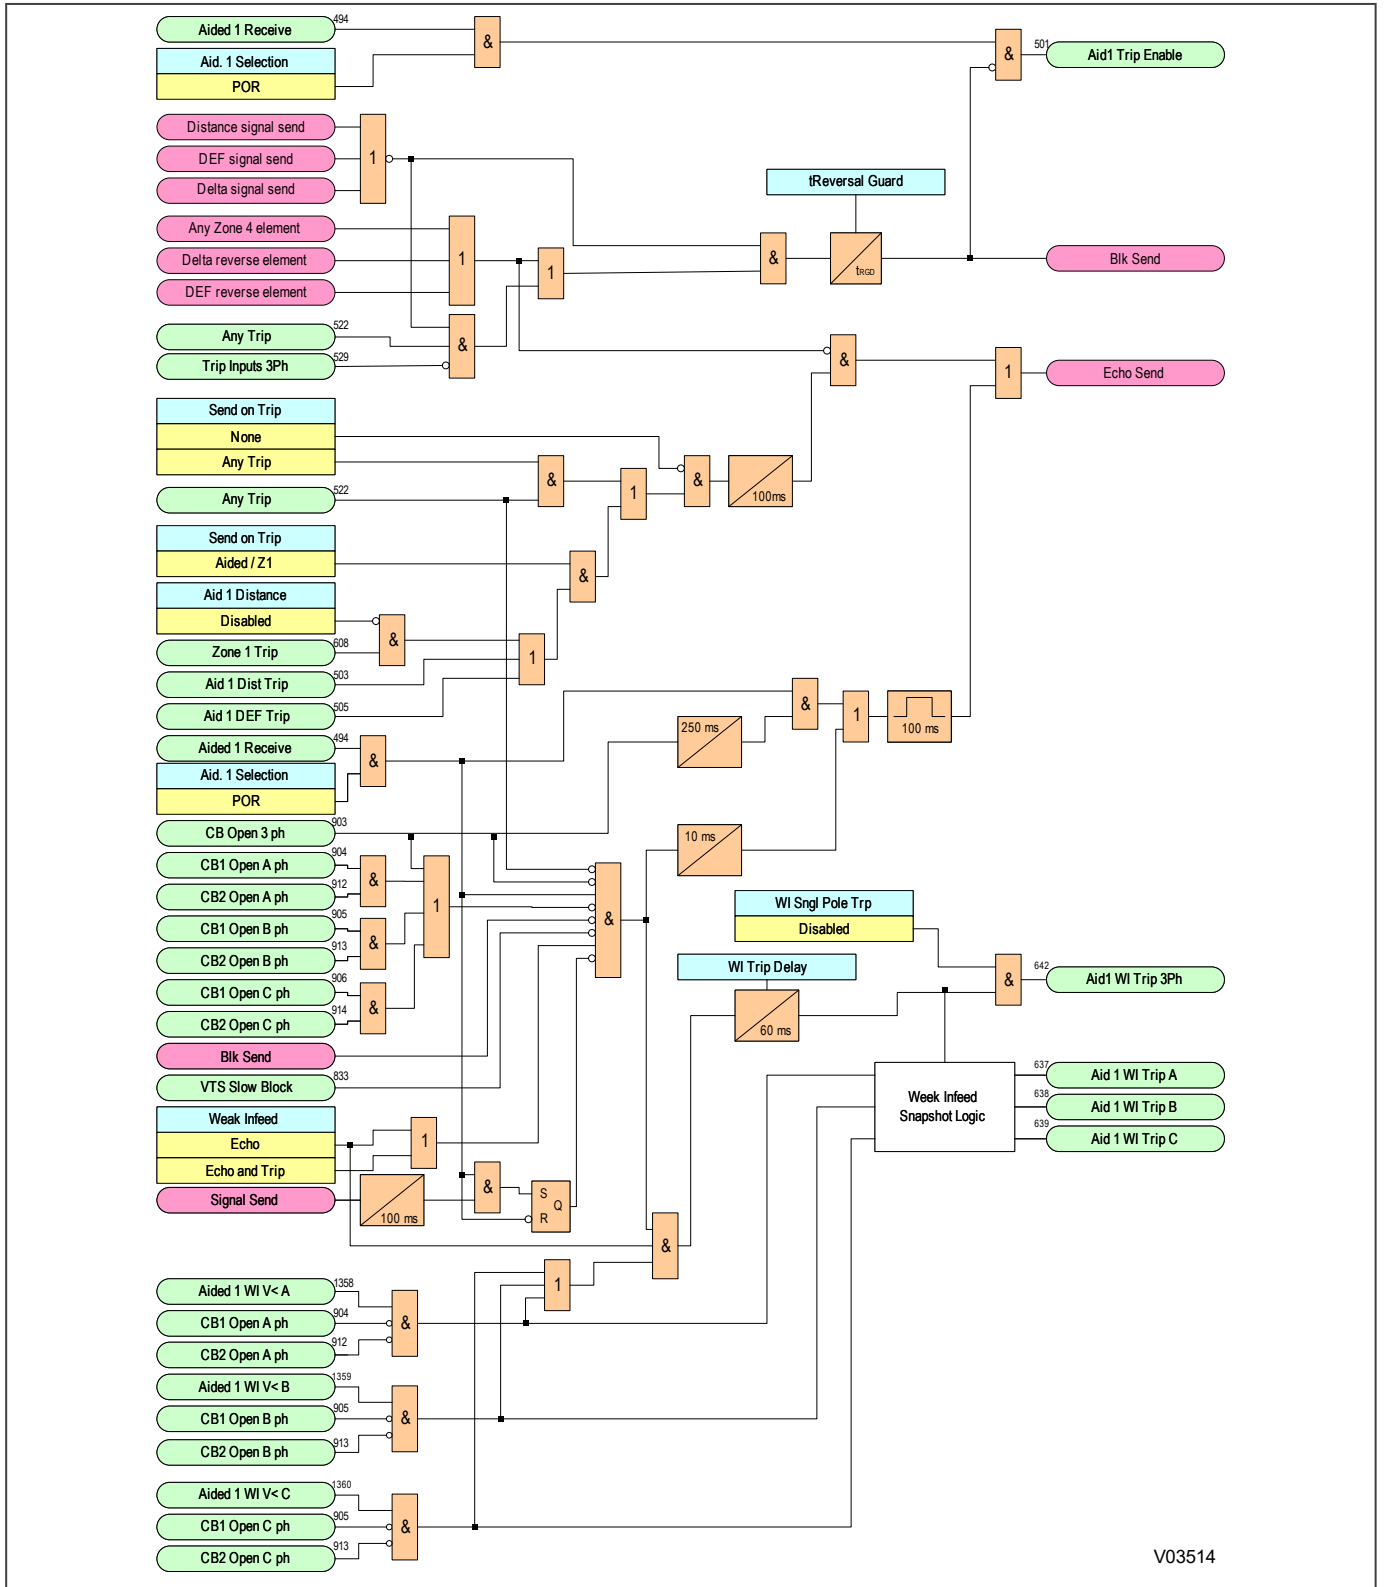 Aided 1 Receive
494
&
Aid. 1 Selection
POR
&
501
Aid1 Trip Enable
Distance signal send
DEF signal send
Delta signal send
1
tReversal Guard
Any Zone 4 element
Delta reverse element
DEF reverse element
1
1
&
tRGD
Blk Send
Any Trip
522
Trip Inputs 3Ph
529
&
&
1
Echo Send
Send on Trip
None
Any Trip
Any Trip
522
&
1
&
100ms
Send on Trip
Aided / Z1
&
Aid 1 Distance
Disabled
Zone 1 Trip
608
&
Aid 1 Dist Trip
503
Aid 1 DEF Trip
505
1
Aided 1 Receive
494
Aid. 1 Selection
POR
&
250 ms
&
1
100 ms
CB Open 3 ph
903
CB1 Open A ph
904
CB2 Open A ph
912
&
CB1 Open B ph
905
CB2 Open B ph
913
&
CB1 Open C ph
906
CB2 Open C ph
914
&
1
&
10 ms
WI Sngl Pole Trp
Disabled
WI Trip Delay
60 ms
&
642
Aid1 WI Trip 3Ph
Blk Send
VTS Slow Block
833
Week Infeed
Snapshot Logic
637
Aid 1 WI Trip A
638
Aid 1 WI Trip B
639
Aid 1 WI Trip C
Weak Infeed
Echo
Echo and Trip
1
Signal Send
100 ms
&
S
Q
R
&
1
Aided 1 WI V< A
1358
CB1 Open A ph
904
CB2 Open A ph
912
&
Aided 1 WI V< B
1359
CB1 Open B ph
905
CB2 Open B ph
913
&
Aided 1 WI V< C
1360
CB1 Open C ph
905
CB2 Open C ph
913
&
V03514